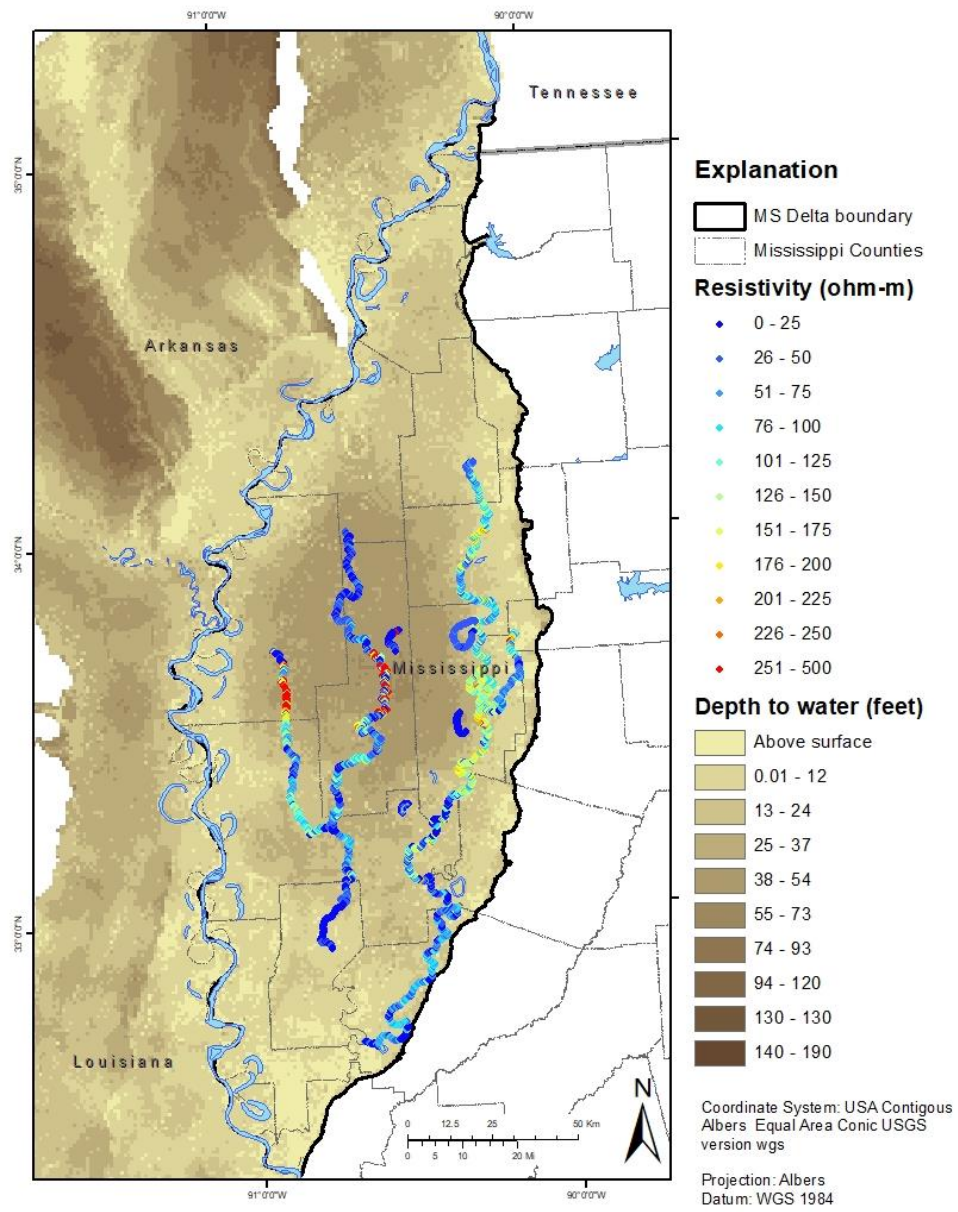 91°0'0"W
90°0'0"W
Tennessee
35°0'0"N
Arkansas
34°0'0"N
Mississippi
33°0'0"N
Louisiana
N
0 12.5 25 50 Km
0 5 10 20 Mi
91°0'0"W
90°0'0"W
Explanation
MS Delta boundary
Mississippi Counties
Resistivity (ohm-m)
0 - 25
26 - 50
51 - 75
76 - 100
101 - 125
126 - 150
151 - 175
176 - 200
201 - 225
226 - 250
251 - 500
Depth to water (feet)
Above surface
0.01 - 12
13 - 24
25 - 37
38 - 54
55 - 73
74 - 93
94 - 120
130 - 130
140 - 190
Coordinate System: USA Contigous
Albers Equal Area Conic USGS
version wgs
Projection: Albers
Datum: WGS 1984